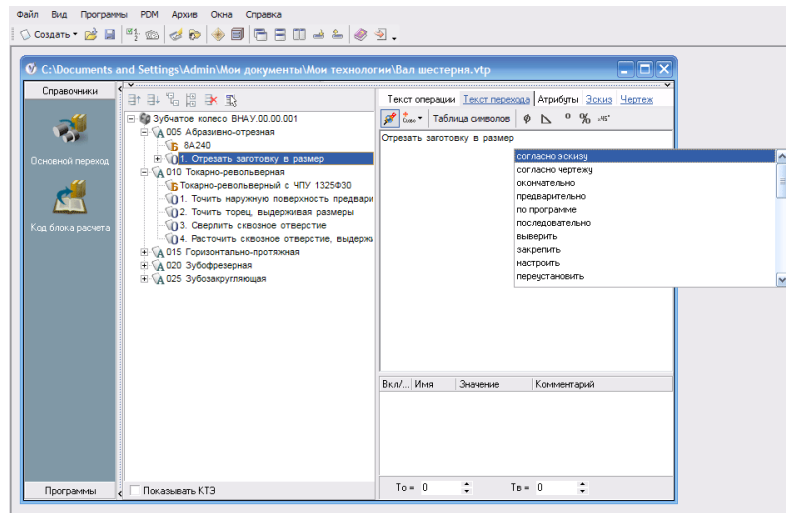 Файл Вид Программы PDM Архив Окна Справка
Создать
C:\Documents and Settings\Admin\Мои документы\Мои технологии\Вал шестерня.vtp
Справочники
Основной переход
Код блока расчета
Программы
Зубчатое колесо ВНАУ.00.00.001
005 Абразивно-отрезная
8А240
1. Отрезать заготовку в размер
010 Токарно-револьверная
Токарно-револьверный с ЧПУ 1325Ф30
1. Точить наружную поверхность предвари
2. Точить торец, выдерживая размеры
3. Сверлить сквозное отверстие
4. Расточить сквозное отверстие, выдержи
015 Горизонтально-протяжная
020 Зубофрезерная
025 Зубозакругляющая
Показывать КТЭ
Текст операции Текст перехода Атрибуты Эскиз Чертеж
Таблица символов ϕ º % x45°
Отрезать заготовку в размер
согласно эскизу
согласно чертежу
окончательно
предварительно
по программе
последовательно
выверить
закрепить
настроить
переустановить
Вкл/... Имя Значение Комментарий
То = 0 Тв = 0